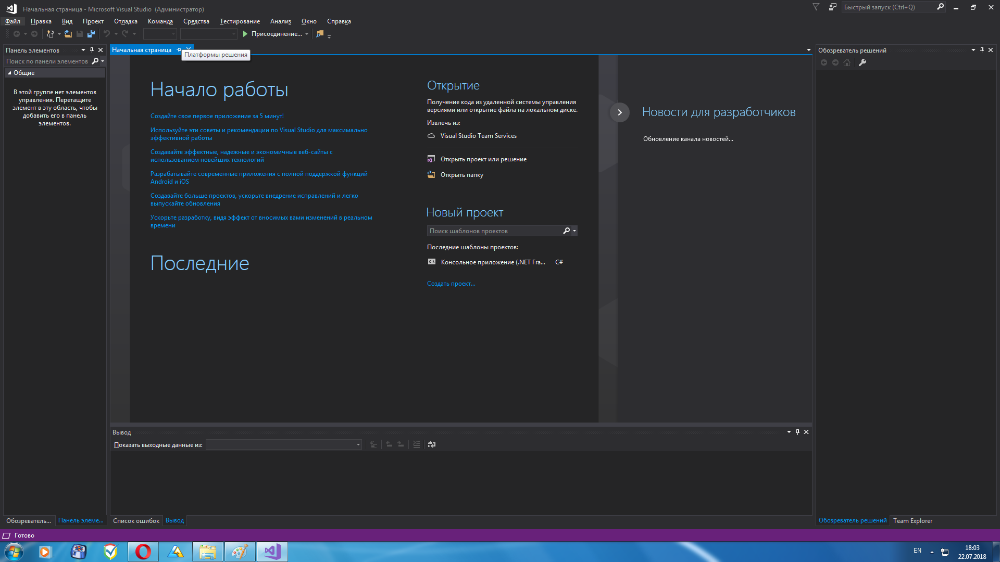 Начальная страница - Microsoft Visual Studio (Администратор)
Быстрый запуск (Ctrl+Q)
Файл Правка Вид Проект Отладка Команда Средства Тестирование Анализ Окно Справка
Присоединение...
Панель элементов
Поиск по панели элементов
Общие
В этой группе нет элементов
управления. Перетащите
элемент в эту область, чтобы
добавить его в панель
элементов.
Начальная страница
Платформы решения
Начало работы
Создайте свое первое приложение за 5 минут!
Используйте эти советы и рекомендации по Visual Studio для максимально
эффективной работы
Создавайте эффектные, надежные и экономичные веб-сайты с
использованием новейших технологий
Разрабатывайте современные приложения с полной поддержкой функций
Android и iOS
Создавайте больше проектов, ускорьте внедрение исправлений и легко
выпускайте обновления
Ускорьте разработку, видя эффект от вносимых вами изменений в реальном
времени
Последние
Открытие
Получение кода из удаленной системы управления
версиями или открытие файла на локальном диске.
Извлечь из:
Visual Studio Team Services
Открыть проект или решение
Открыть папку
Новый проект
Поиск шаблонов проектов
Последние шаблоны проектов:
Консольное приложение (.NET Fra... C#
Создать проект...
Новости для разработчиков
Обновление канала новостей...
Обозреватель решений
Вывод
Показать выходные данные из:
Обозреватель... Панель элеме...
Список ошибок Вывод
Обозреватель решений Team Explorer
Готово
EN
18:03
22.07.2018